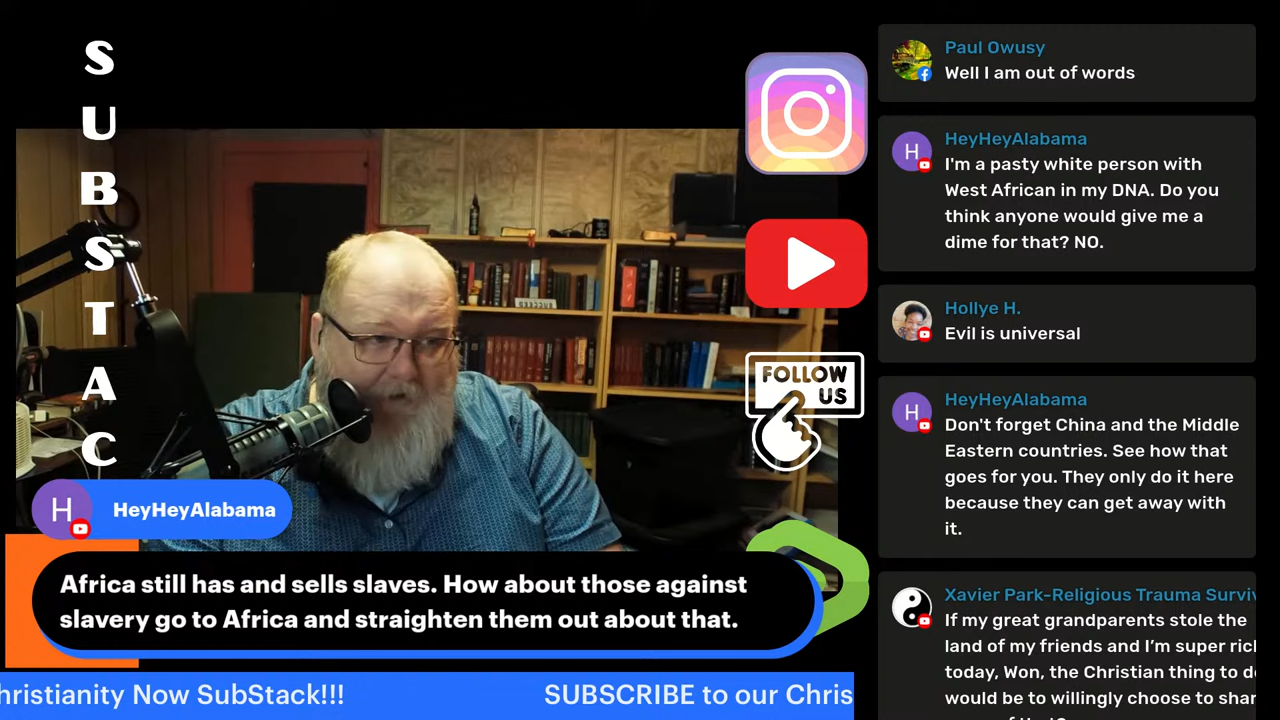 S
U
B
S
T
A
C
FOLLOW
US
H HeyHeyAlabama
Africa still has and sells slaves. How about those against
slavery go to Africa and straighten them out about that.
hristianity Now SubStack!!! SUBSCRIBE to our Chris
Paul Owusy
Well I am out of words
H HeyHeyAlabama
I'm a pasty white person with
West African in my DNA. Do you
think anyone would give me a
dime for that? NO.
Hollye H.
Evil is universal
H HeyHeyAlabama
Don't forget China and the Middle
Eastern countries. See how that
goes for you. They only do it here
because they can get away with
it.
Xavier Park-Religious Trauma Surviv
If my great grandparents stole the
land of my friends and I'm super ric
today, Won, the Christian thing to d
would be to willingly choose to shar